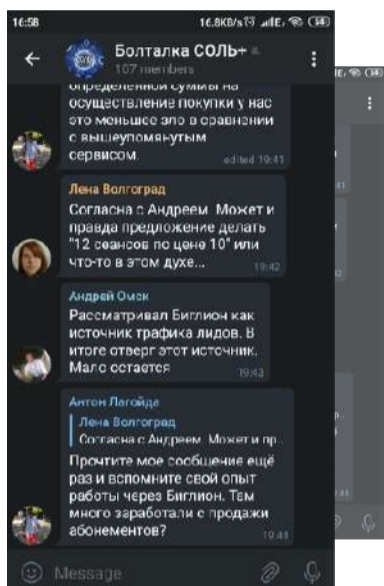 16:58
16,8KB/s
54
Болталка СОЛЬ+
107 members
определенной суммы на
осуществление покупки у нас
это меньшее зло в сравнении
с вышеупомянутым
сервисом.
edited 19:41
Лена Волгоград
Согласна с Андреем. Может и
правда предложение делать
"12 сеансов по цене 10" или
что-то в этом духе...
19:42
Андрей Омск
Рассматривал Биглион как
источник трафика лидов. В
итоге отверг этот источник.
Мало остается
19:43
Антон Лагойда
Лена Волгоград
Согласна с Андреем. Может и пр..
Прочтите мое сообщение ещё
раз и вспомните свой опыт
работы через Биглион. Там
много заработали с продажи
абонементов?
19:44
Message